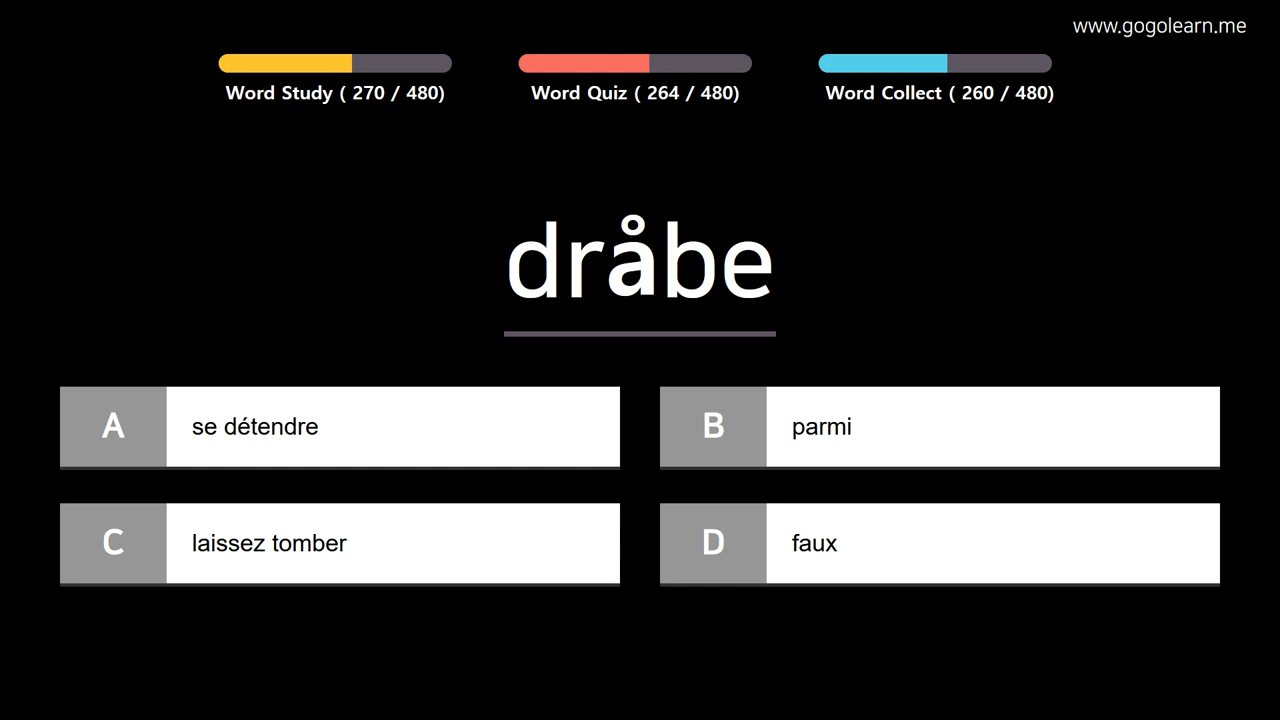 www.gogolearn.me
Word Study ( 270 / 480)
Word Quiz ( 264 / 480)
Word Collect ( 260 / 480)
dråbe
A se détendre
B parmi
C laissez tomber
D faux